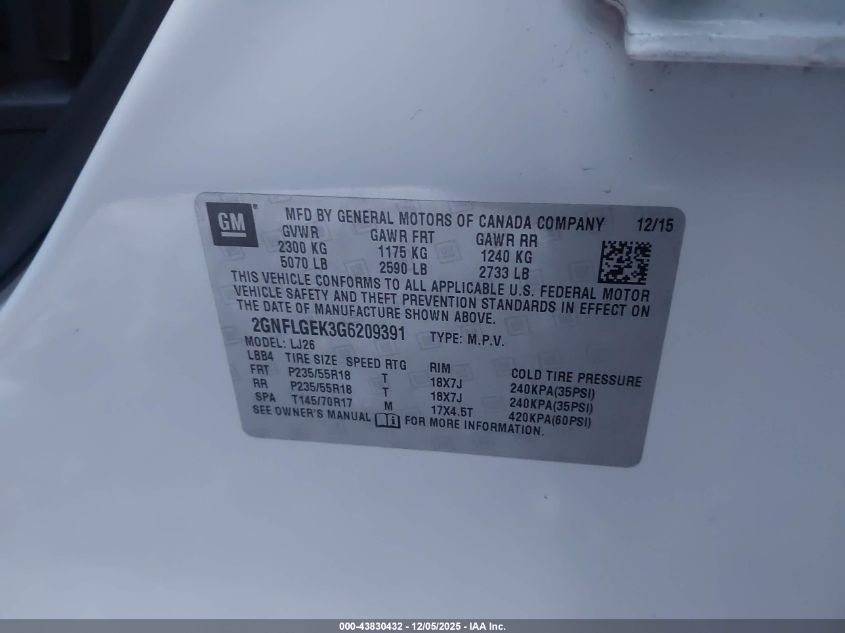 GM ® MFD BY GENERAL MOTORS OF CANADA COMPANY 12/15
GVWR GAWR FRT GAWR RR
2300 KG 1175 KG 1240 KG
5070 LB 2590 LB 2733 LB
THIS VEHICLE CONFORMS TO ALL APPLICABLE U.S. FEDERAL MOTOR
VEHICLE SAFETY AND THEFT PREVENTION STANDARDS IN EFFECT ON
THE DATE OF MANUFACTURE SHOWN ABOVE.
2GNFLGEK3G6209391 TYPE: M.P.V.
MODEL: LJ26
LBB4 TIRE SIZE SPEED RTG RIM COLD TIRE PRESSURE
FRT P235/55R18 T 18X7J 240KPA(35PSI)
RR P235/55R18 T 18X7J 240KPA(35PSI)
SPA T145/70R17 M 17X4.5T 420KPA(60PSI)
SEE OWNER'S MANUAL FOR MORE INFORMATION.
000-43830432 - 12/05/2025 - IAA Inc.